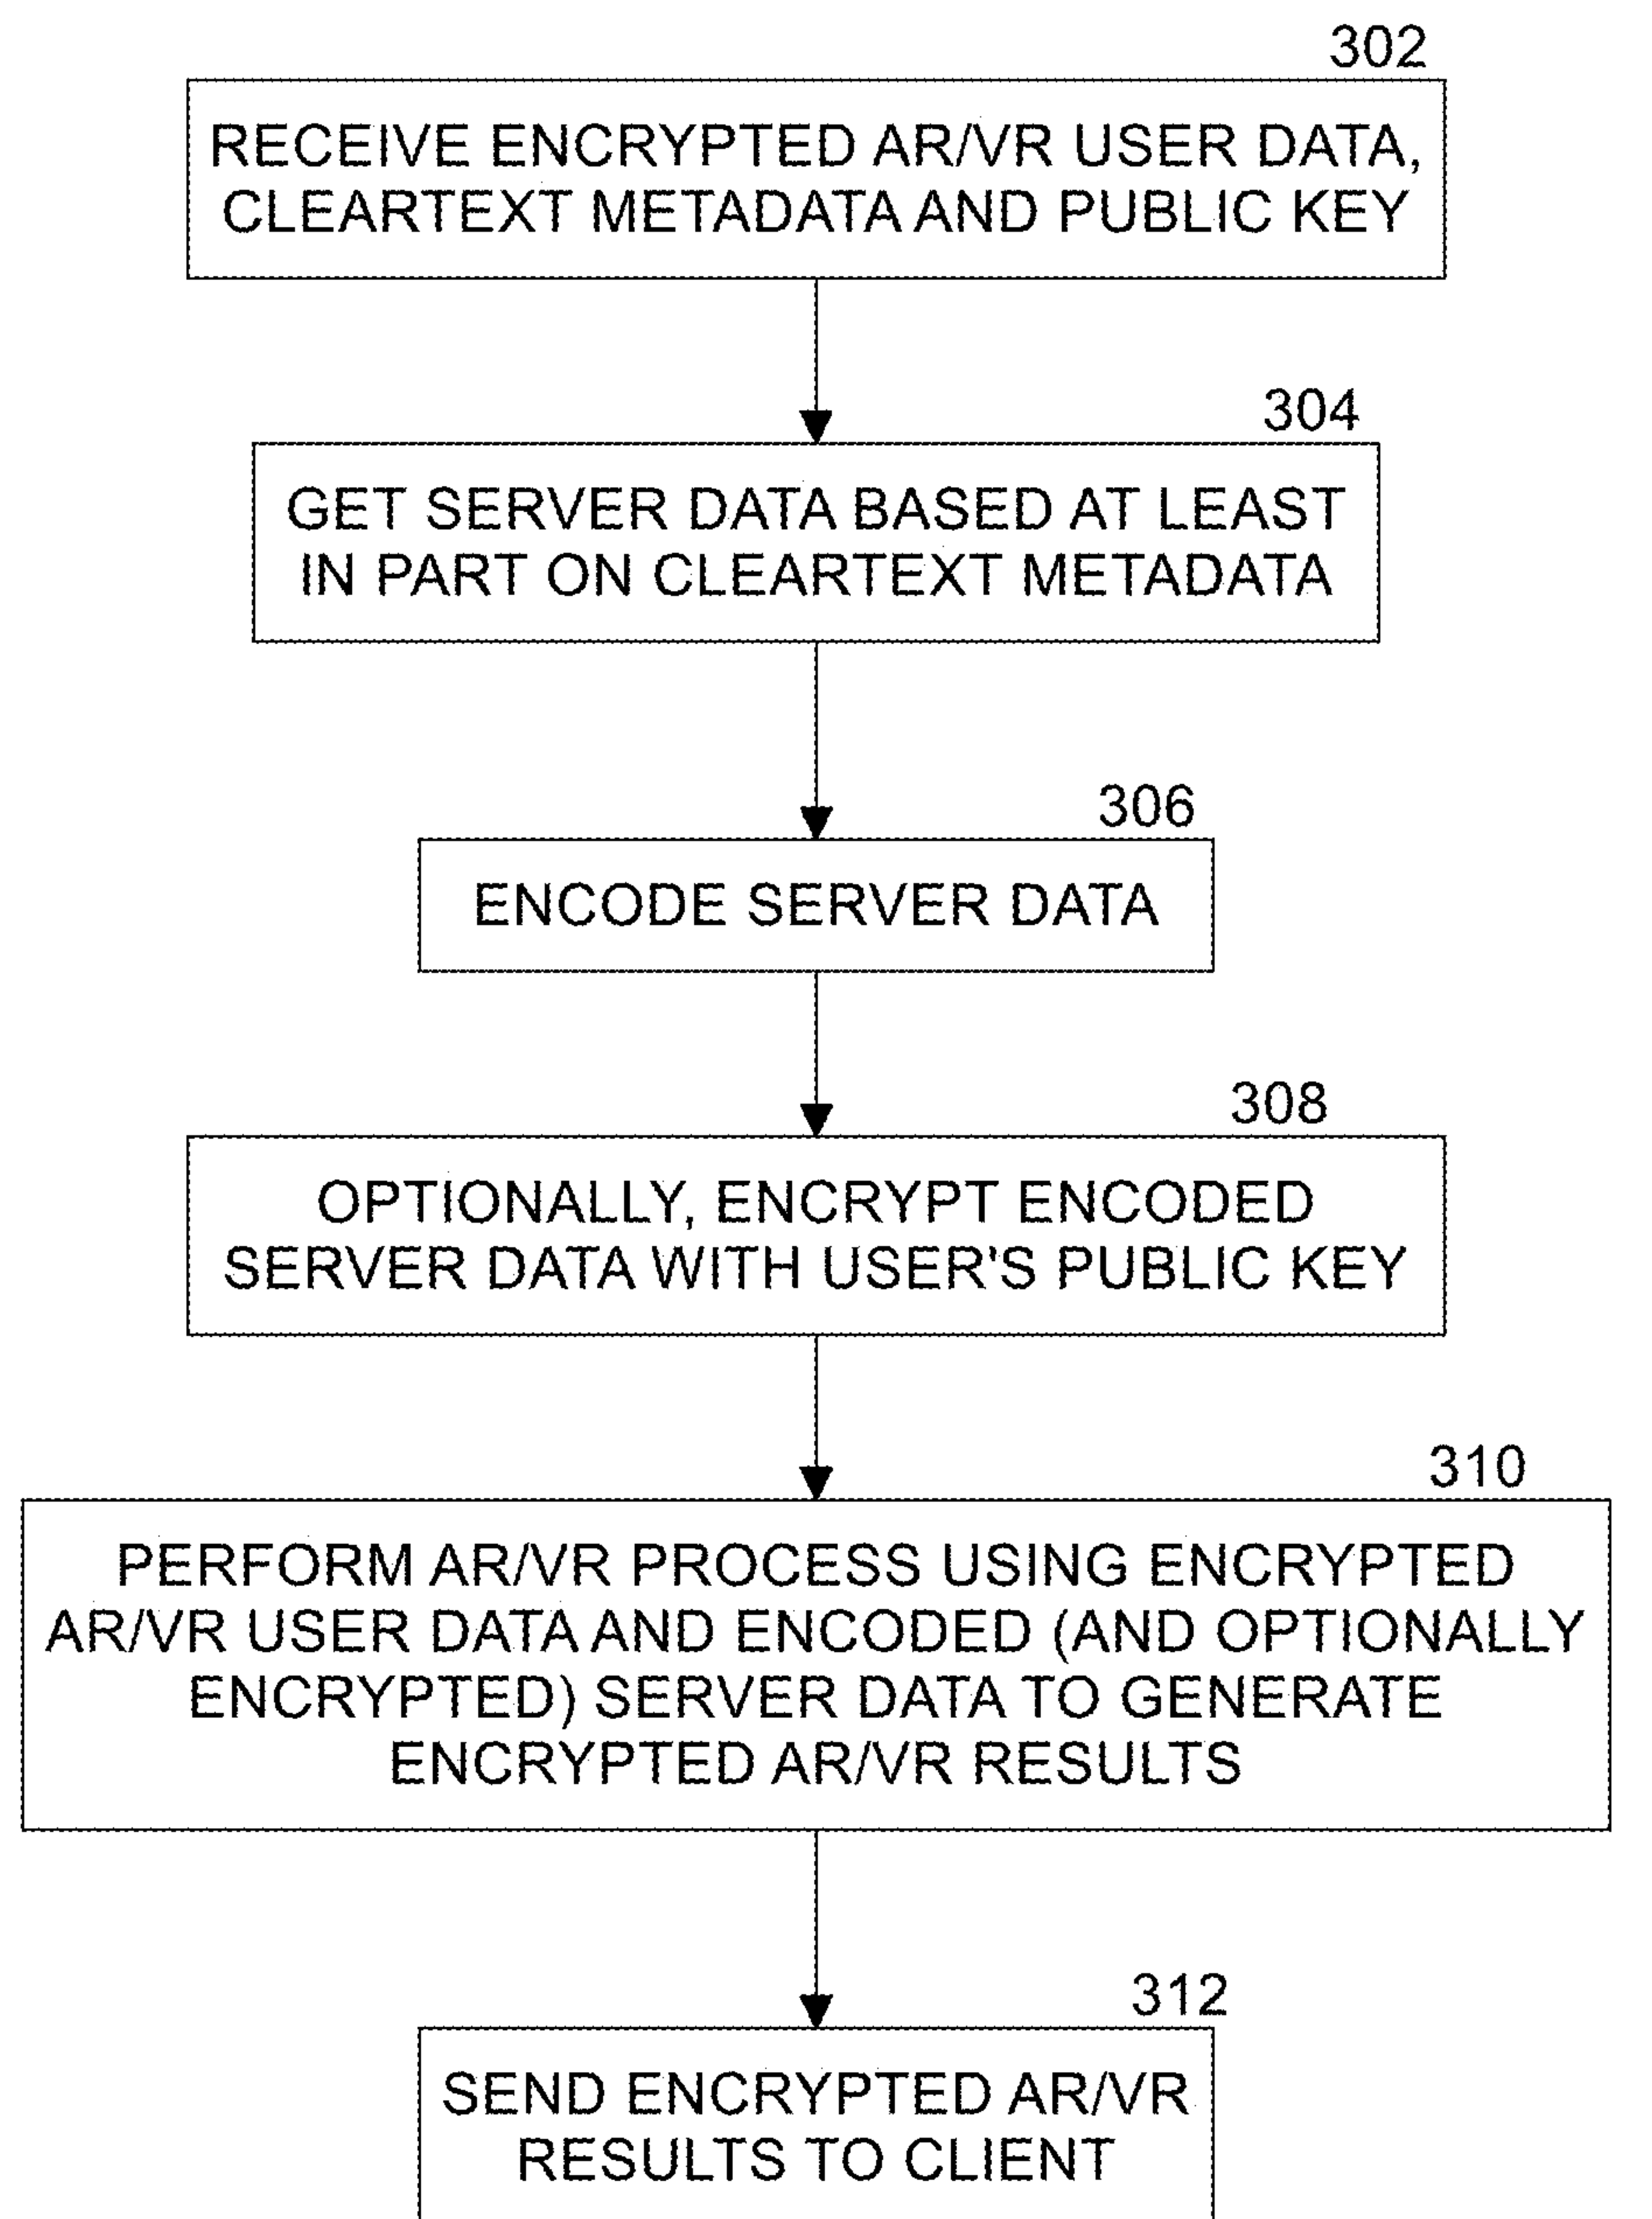 302
RECEIVE ENCRYPTED AR/VR USER DATA,
CLEARTEXT METADATA AND PUBLIC KEY
304
GET SERVER DATA BASED AT LEAST
IN PART ON CLEARTEXT METADATA
306
ENCODE SERVER DATA
308
OPTIONALLY, ENCRYPT ENCODED
SERVER DATA WITH USER'S PUBLIC KEY
310
PERFORM AR/VR PROCESS USING ENCRYPTED
AR/VR USER DATA AND ENCODED (AND OPTIONALLY
ENCRYPTED) SERVER DATA TO GENERATE
ENCRYPTED AR/VR RESULTS
312
SEND ENCRYPTED AR/VR
RESULTS TO CLIENT